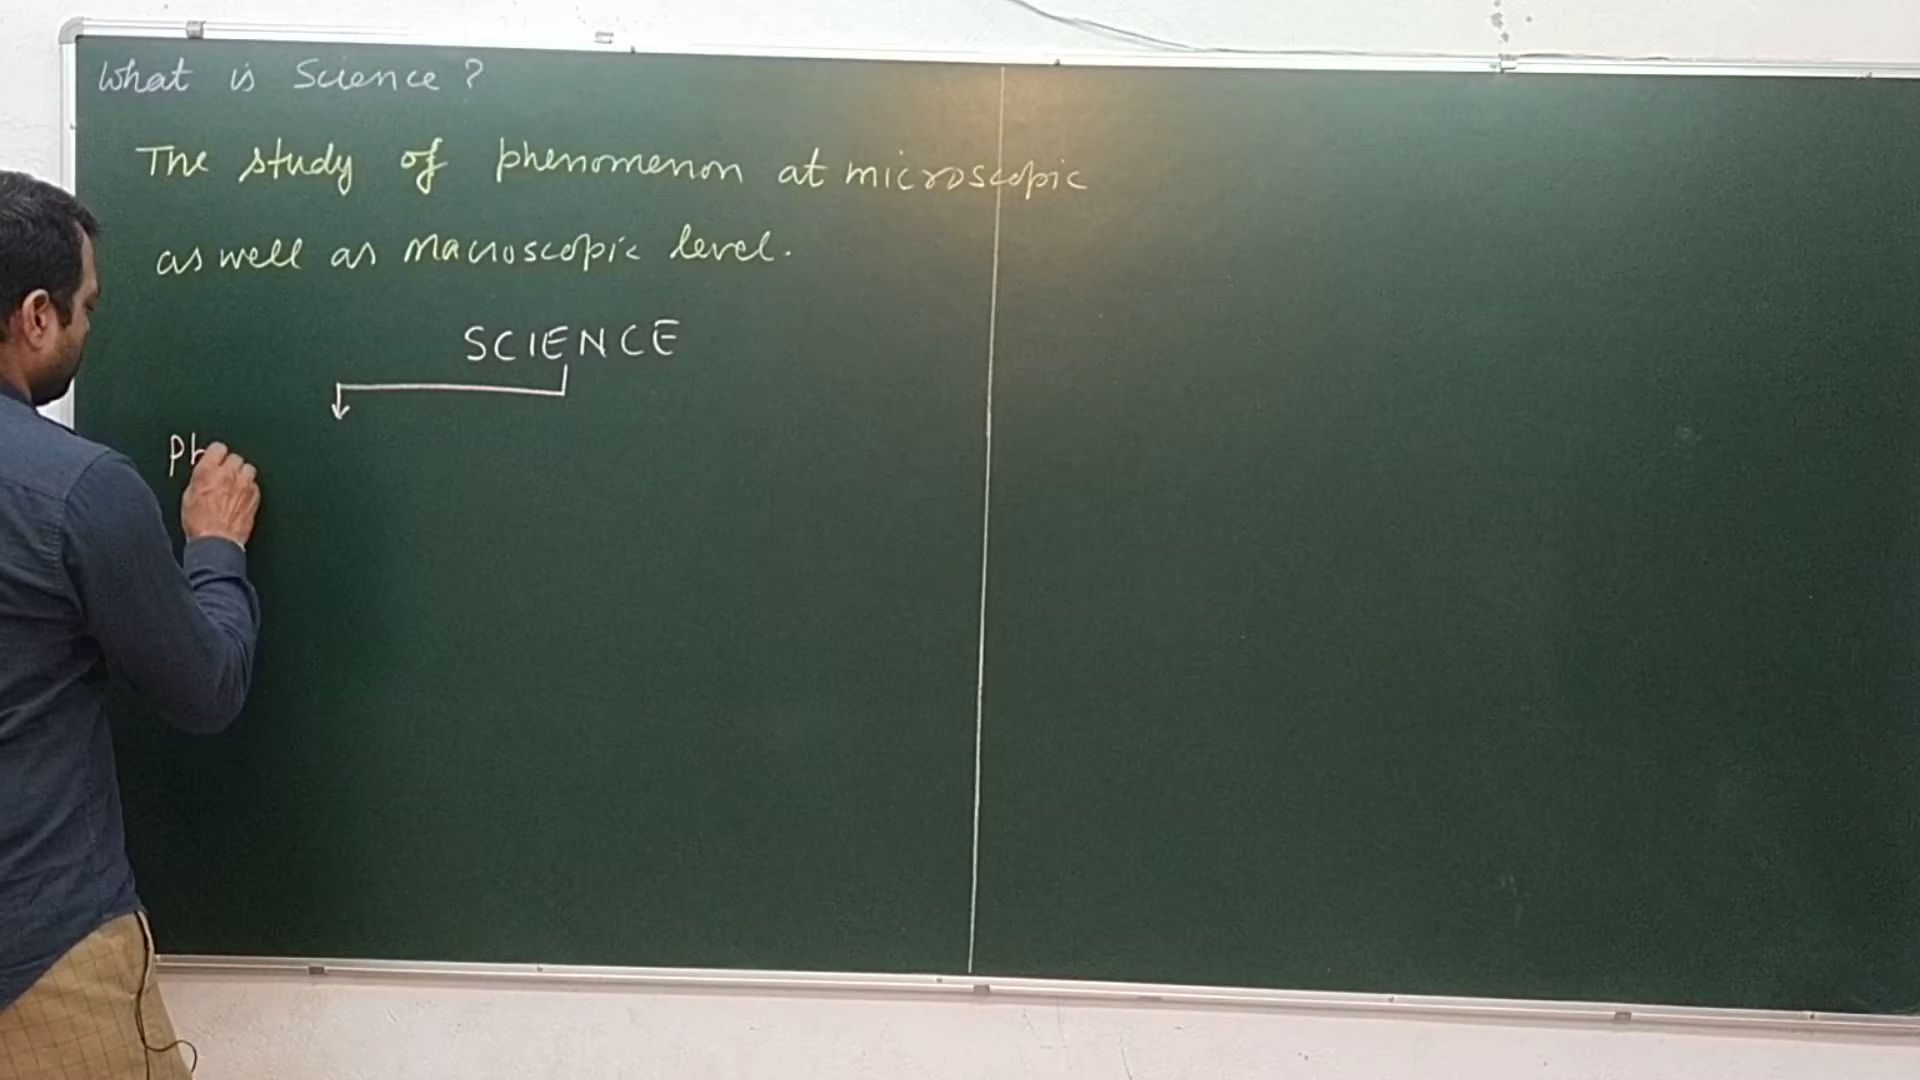 What is Science?
The study of phenomenon at microscopic
as well as Macroscopic level.
SCIENCE
Ph